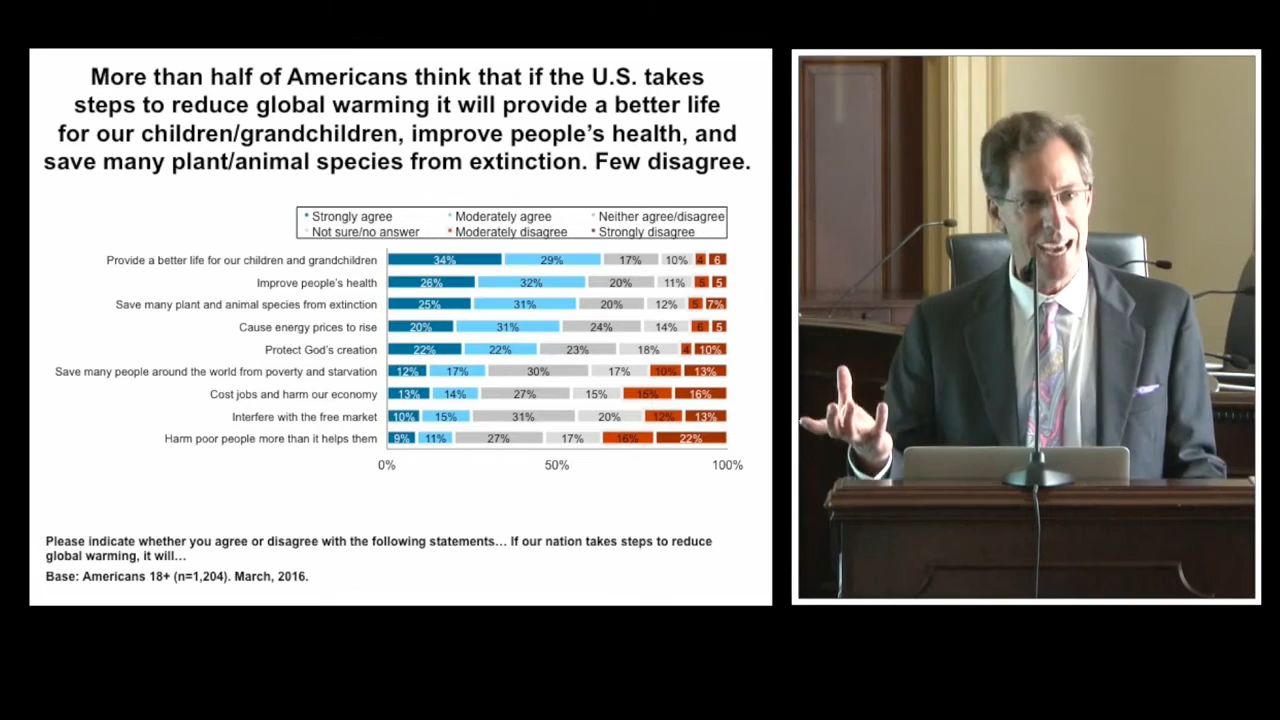 More than half of Americans think that if the U.S. takes
steps to reduce global warming it will provide a better life
for our children/grandchildren, improve people's health, and
save many plant/animal species from extinction. Few disagree.
Strongly agree Moderately agree Neither agree/disagree
Not sure/no answer Moderately disagree Strongly disagree
Provide a better life for our children and grandchildren 34% 29% 17% 10% 4 6
Improve people's health 26% 32% 20% 11% 5 5
Save many plant and animal species from extinction 25% 31% 20% 12% 5 7%
Cause energy prices to rise 20% 31% 24% 14% 6 5
Protect God's creation 22% 22% 23% 18% 4 10%
Save many people around the world from poverty and starvation 12% 17% 30% 17% 10% 13%
Cost jobs and harm our economy 13% 14% 27% 15% 15% 16%
Interfere with the free market 10% 15% 31% 20% 12% 13%
Harm poor people more than it helps them 9% 11% 27% 17% 16% 22%
0% 50% 100%
Please indicate whether you agree or disagree with the following statements... If our nation takes steps to reduce
global warming, it will...
Base: Americans 18+ (n=1,204). March, 2016.